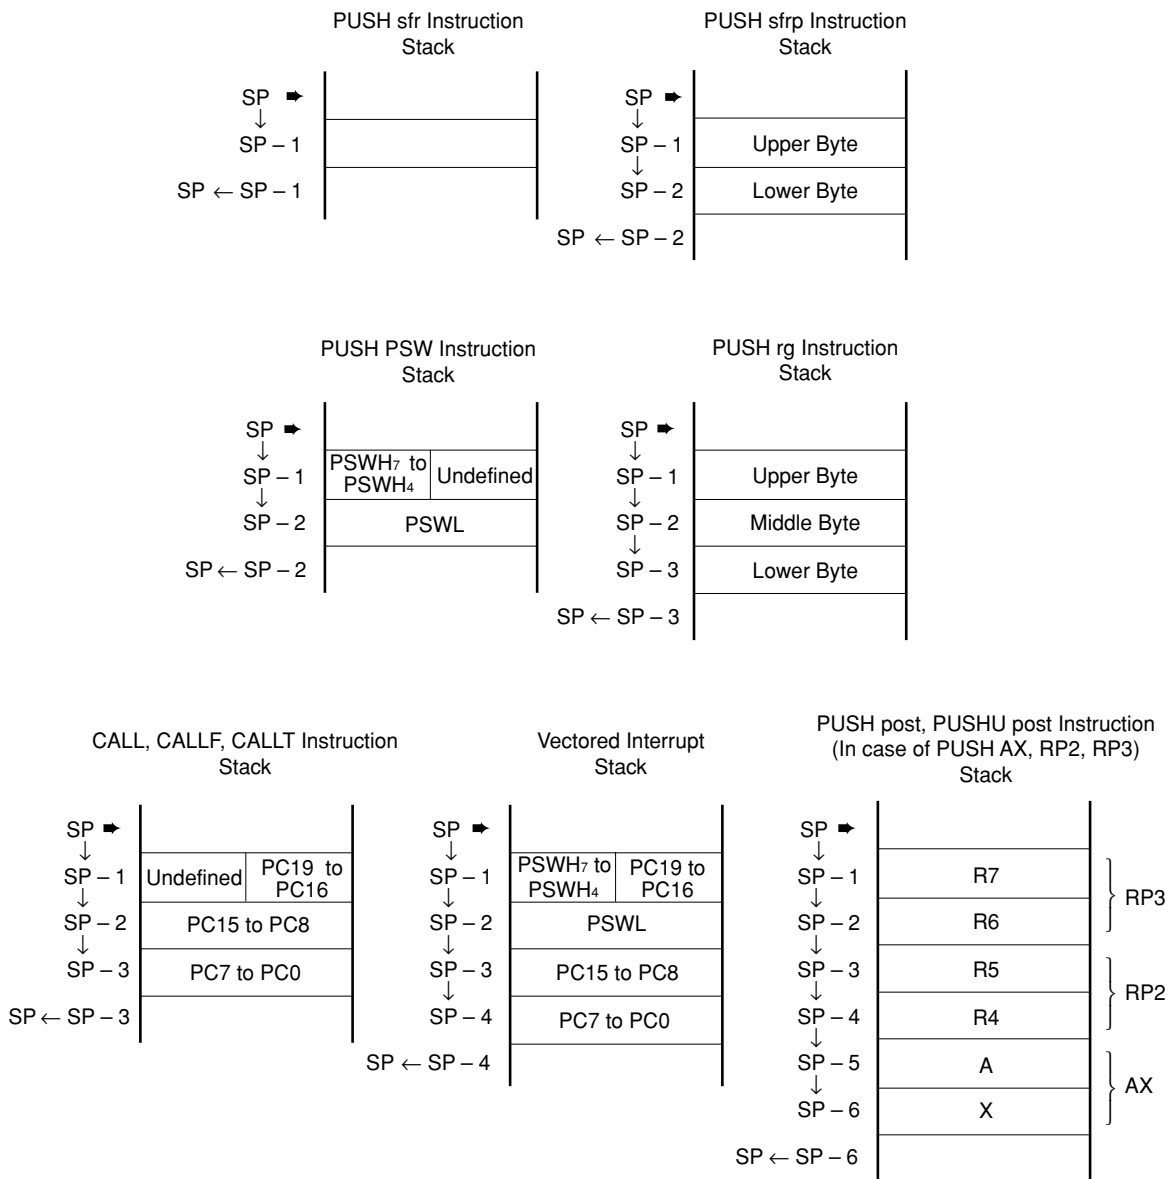 PUSH sfr Instruction
Stack
SP ➨
↓
SP – 1
SP ← SP – 1
PUSH sfrp Instruction
Stack
SP ➨
↓
SP – 1
↓
SP – 2
SP ← SP – 2
Upper Byte
Lower Byte
PUSH PSW Instruction
Stack
SP ➨
↓
SP – 1
↓
SP – 2
SP ← SP – 2
PSWH7 to
PSWH4
Undefined
PSWL
PUSH rg Instruction
Stack
SP ➨
↓
SP – 1
↓
SP – 2
↓
SP – 3
SP ← SP – 3
Upper Byte
Middle Byte
Lower Byte
CALL, CALLF, CALLT Instruction
Stack
SP ➨
↓
SP – 1
↓
SP – 2
↓
SP – 3
SP ← SP – 3
Undefined
PC19 to
PC16
PC15 to PC8
PC7 to PC0
Vectored Interrupt
Stack
SP ➨
↓
SP – 1
↓
SP – 2
↓
SP – 3
↓
SP – 4
SP ← SP – 4
PSWH7 to
PSWH4
PC19 to
PC16
PSWL
PC15 to PC8
PC7 to PC0
PUSH post, PUSHU post Instruction
(In case of PUSH AX, RP2, RP3)
Stack
SP ➨
↓
SP – 1
↓
SP – 2
↓
SP – 3
↓
SP – 4
↓
SP – 5
↓
SP – 6
SP ← SP – 6
R7
R6
R5
R4
A
X
RP3
RP2
AX